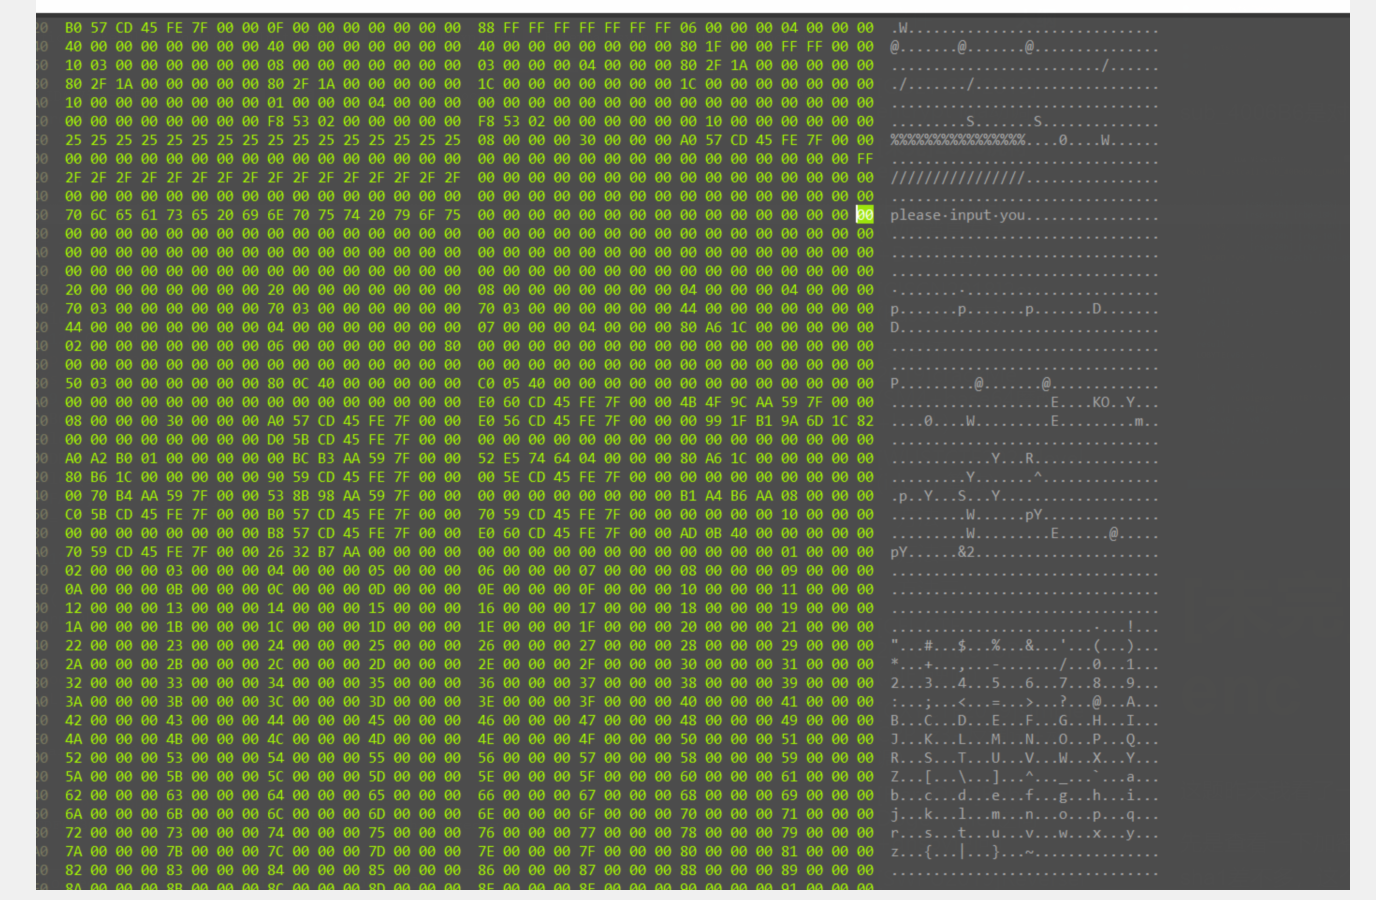 B0 57 CD 45 FE 7F 00 00 0F 00 00 00 00 00 00 00 88 FF FF FF FF FF FF FF 06 00 00 00 04 00 00 00 .W..............................
40 00 00 00 00 00 00 00 40 00 00 00 00 00 00 00 40 00 00 00 00 00 00 00 80 1F 00 00 FF FF 00 00 @.......@.......@...............
10 03 00 00 00 00 00 00 08 00 00 00 00 00 00 00 03 00 00 00 04 00 00 00 80 2F 1A 00 00 00 00 00 ........................./......
80 2F 1A 00 00 00 00 00 80 2F 1A 00 00 00 00 00 1C 00 00 00 00 00 00 00 1C 00 00 00 00 00 00 00 ./......./......................
10 00 00 00 00 00 00 00 01 00 00 00 04 00 00 00 00 00 00 00 00 00 00 00 00 00 00 00 00 00 00 00 ................................
00 00 00 00 00 00 00 00 F8 53 02 00 00 00 00 00 F8 53 02 00 00 00 00 00 00 10 00 00 00 00 00 00 .........S.......S..............
25 25 25 25 25 25 25 25 25 25 25 25 25 25 25 25 08 00 00 00 30 00 00 00 A0 57 CD 45 FE 7F 00 00 %%%%%%%%%%%%%%%%....0....W......
00 00 00 00 00 00 00 00 00 00 00 00 00 00 00 00 00 00 00 00 00 00 00 00 00 00 00 00 00 00 00 FF ................................
2F 2F 2F 2F 2F 2F 2F 2F 2F 2F 2F 2F 2F 2F 2F 2F 00 00 00 00 00 00 00 00 00 00 00 00 00 00 00 00 ////////////////................
00 00 00 00 00 00 00 00 00 00 00 00 00 00 00 00 00 00 00 00 00 00 00 00 00 00 00 00 00 00 00 00 ................................
70 6C 65 61 73 65 20 69 6E 70 75 74 20 79 6F 75 00 00 00 00 00 00 00 00 00 00 00 00 00 00 00 00 please·input·you................
00 00 00 00 00 00 00 00 00 00 00 00 00 00 00 00 00 00 00 00 00 00 00 00 00 00 00 00 00 00 00 00 ................................
00 00 00 00 00 00 00 00 00 00 00 00 00 00 00 00 00 00 00 00 00 00 00 00 00 00 00 00 00 00 00 00 ................................
00 00 00 00 00 00 00 00 00 00 00 00 00 00 00 00 00 00 00 00 00 00 00 00 00 00 00 00 00 00 00 00 ................................
20 00 00 00 00 00 00 00 20 00 00 00 00 00 00 00 08 00 00 00 00 00 00 00 04 00 00 00 04 00 00 00 ·.......·.......................
70 03 00 00 00 00 00 00 70 03 00 00 00 00 00 00 70 03 00 00 00 00 00 00 44 00 00 00 00 00 00 00 p.......p.......p.......D.......
44 00 00 00 00 00 00 00 04 00 00 00 00 00 00 00 07 00 00 00 04 00 00 00 80 A6 1C 00 00 00 00 00 D...............................
02 00 00 00 00 00 00 00 06 00 00 00 00 00 00 80 00 00 00 00 00 00 00 00 00 00 00 00 00 00 00 00 ................................
00 00 00 00 00 00 00 00 00 00 00 00 00 00 00 00 00 00 00 00 00 00 00 00 00 00 00 00 00 00 00 00 ................................
50 03 00 00 00 00 00 00 80 0C 40 00 00 00 00 00 C0 05 40 00 00 00 00 00 00 00 00 00 00 00 00 00 P.........@.......@.............
00 00 00 00 00 00 00 00 00 00 00 00 00 00 00 00 E0 60 CD 45 FE 7F 00 00 4B 4F 9C AA 59 7F 00 00 ...................E....KO..Y...
08 00 00 00 30 00 00 00 A0 57 CD 45 FE 7F 00 00 E0 56 CD 45 FE 7F 00 00 00 99 1F B1 9A 6D 1C 82 ....0....W.........E.........m..
00 00 00 00 00 00 00 00 D0 5B CD 45 FE 7F 00 00 00 00 00 00 00 00 00 00 00 00 00 00 00 00 00 00 ................................
A0 A2 B0 01 00 00 00 00 00 BC B3 AA 59 7F 00 00 52 E5 74 64 04 00 00 00 80 A6 1C 00 00 00 00 00 ............Y...R...............
80 B6 1C 00 00 00 00 00 90 59 CD 45 FE 7F 00 00 00 5E CD 45 FE 7F 00 00 00 00 00 00 00 00 00 00 .........Y.......^..............
00 70 B4 AA 59 7F 00 00 53 8B 98 AA 59 7F 00 00 00 00 00 00 00 00 00 00 B1 A4 B6 AA 08 00 00 00 .p..Y...S...Y...................
C0 5B CD 45 FE 7F 00 00 B0 57 CD 45 FE 7F 00 00 70 59 CD 45 FE 7F 00 00 00 00 00 00 10 00 00 00 .........W......pY..............
00 00 00 00 00 00 00 00 B8 57 CD 45 FE 7F 00 00 E0 60 CD 45 FE 7F 00 00 AD 0B 40 00 00 00 00 00 .........W.........E......@.....
70 59 CD 45 FE 7F 00 00 26 32 B7 AA 00 00 00 00 00 00 00 00 00 00 00 00 00 00 00 00 01 00 00 00 pY......&2......................
02 00 00 00 03 00 00 00 04 00 00 00 05 00 00 00 06 00 00 00 07 00 00 00 08 00 00 00 09 00 00 00 ................................
0A 00 00 00 0B 00 00 00 0C 00 00 00 0D 00 00 00 0E 00 00 00 0F 00 00 00 10 00 00 00 11 00 00 00 ................................
12 00 00 00 13 00 00 00 14 00 00 00 15 00 00 00 16 00 00 00 17 00 00 00 18 00 00 00 19 00 00 00 ................................
1A 00 00 00 1B 00 00 00 1C 00 00 00 1D 00 00 00 1E 00 00 00 1F 00 00 00 20 00 00 00 21 00 00 00 ........................·...!...
22 00 00 00 23 00 00 00 24 00 00 00 25 00 00 00 26 00 00 00 27 00 00 00 28 00 00 00 29 00 00 00 "...#...$...%...&...'...(...)...
2A 00 00 00 2B 00 00 00 2C 00 00 00 2D 00 00 00 2E 00 00 00 2F 00 00 00 30 00 00 00 31 00 00 00 *...+...,...-......./...0...1...
32 00 00 00 33 00 00 00 34 00 00 00 35 00 00 00 36 00 00 00 37 00 00 00 38 00 00 00 39 00 00 00 2...3...4...5...6...7...8...9...
3A 00 00 00 3B 00 00 00 3C 00 00 00 3D 00 00 00 3E 00 00 00 3F 00 00 00 40 00 00 00 41 00 00 00 :...;...<...=...>...?...@...A...
42 00 00 00 43 00 00 00 44 00 00 00 45 00 00 00 46 00 00 00 47 00 00 00 48 00 00 00 49 00 00 00 B...C...D...E...F...G...H...I...
4A 00 00 00 4B 00 00 00 4C 00 00 00 4D 00 00 00 4E 00 00 00 4F 00 00 00 50 00 00 00 51 00 00 00 J...K...L...M...N...O...P...Q...
52 00 00 00 53 00 00 00 54 00 00 00 55 00 00 00 56 00 00 00 57 00 00 00 58 00 00 00 59 00 00 00 R...S...T...U...V...W...X...Y...
5A 00 00 00 5B 00 00 00 5C 00 00 00 5D 00 00 00 5E 00 00 00 5F 00 00 00 60 00 00 00 61 00 00 00 Z...[...\...]...^..._...`...a...
62 00 00 00 63 00 00 00 64 00 00 00 65 00 00 00 66 00 00 00 67 00 00 00 68 00 00 00 69 00 00 00 b...c...d...e...f...g...h...i...
6A 00 00 00 6B 00 00 00 6C 00 00 00 6D 00 00 00 6E 00 00 00 6F 00 00 00 70 00 00 00 71 00 00 00 j...k...l...m...n...o...p...q...
72 00 00 00 73 00 00 00 74 00 00 00 75 00 00 00 76 00 00 00 77 00 00 00 78 00 00 00 79 00 00 00 r...s...t...u...v...w...x...y...
7A 00 00 00 7B 00 00 00 7C 00 00 00 7D 00 00 00 7E 00 00 00 7F 00 00 00 80 00 00 00 81 00 00 00 z...{...|...}...~...............
82 00 00 00 83 00 00 00 84 00 00 00 85 00 00 00 86 00 00 00 87 00 00 00 88 00 00 00 89 00 00 00 ................................
8A 00 00 00 8B 00 00 00 8C 00 00 00 8D 00 00 00 8E 00 00 00 8F 00 00 00 90 00 00 00 91 00 00 00